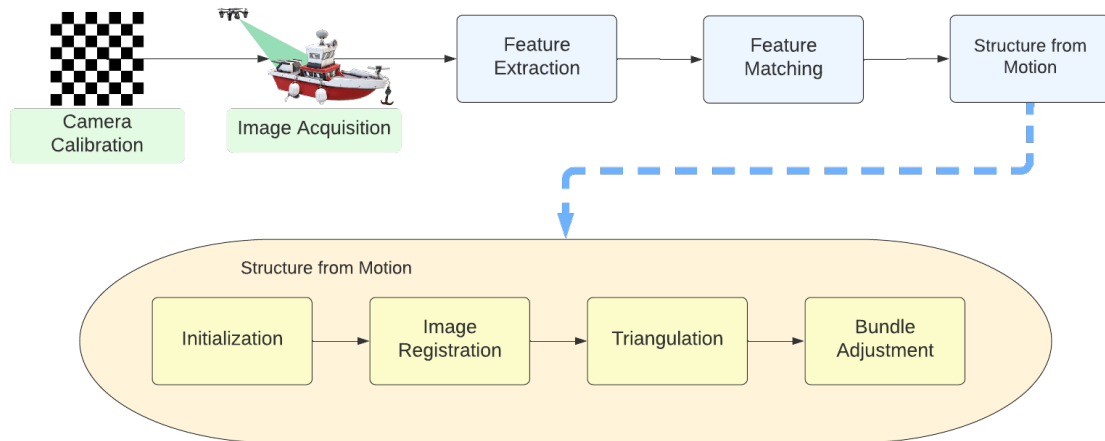 Camera
Calibration
Image Acquisition
Feature
Extraction
Feature
Matching
Structure from
Motion
Structure from Motion
Initialization
Image
Registration
Triangulation
Bundle
Adjustment